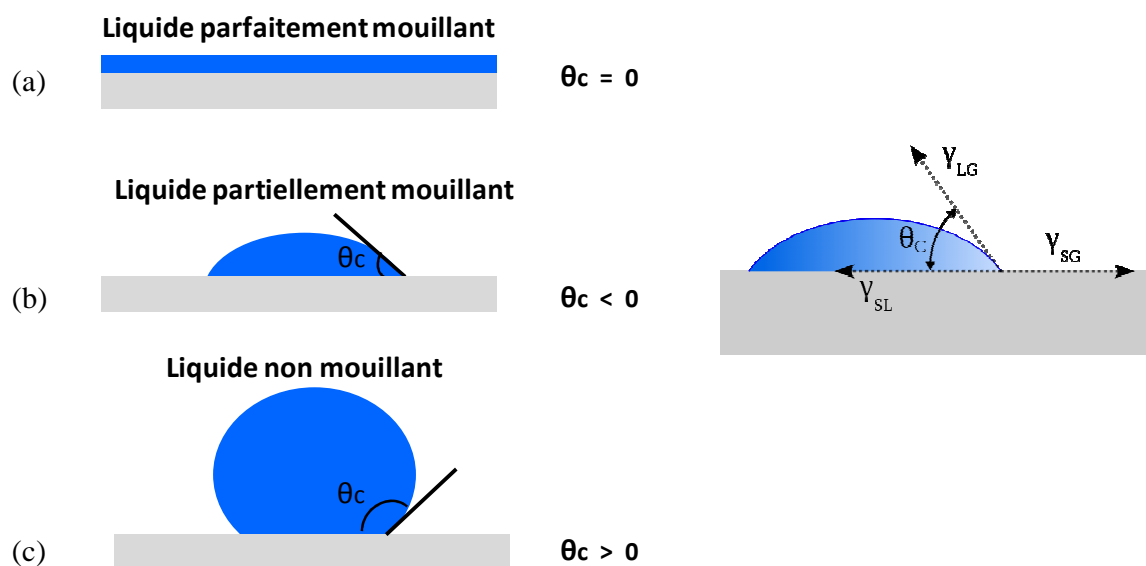 Liquide parfaitement mouillant
(a)
θc = 0
Liquide partiellement mouillant
θc
(b)
θc < 0
Liquide non mouillant
θc
(c)
θc > 0
γLG
θC
γSG
γSL